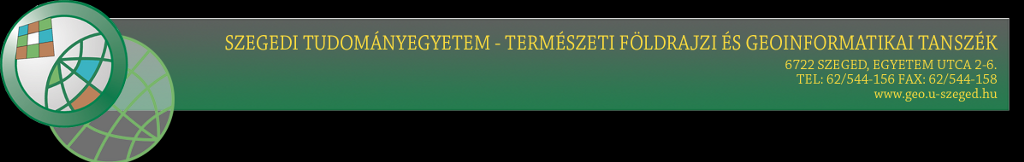 SZEGEDI TUDOMÁNYEGYETEM - TERMÉSZETI FÖLDRAJZI ÉS GEOINFORMATIKAI TANSZÉK
6722 SZEGED, EGYETEM UTCA 2-6.
TEL: 62/544-156 FAX: 62/544-158
www.geo.u-szeged.hu